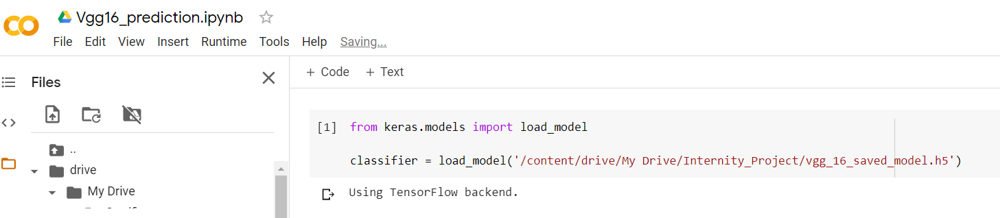 Vgg16_prediction.ipynb
File Edit View Insert Runtime Tools Help Saving...
Files
+ Code + Text
..
drive
My Drive
[1] from keras.models import load_model
classifier = load_model('/content/drive/My Drive/Internity_Project/vgg_16_saved_model.h5')
Using TensorFlow backend.